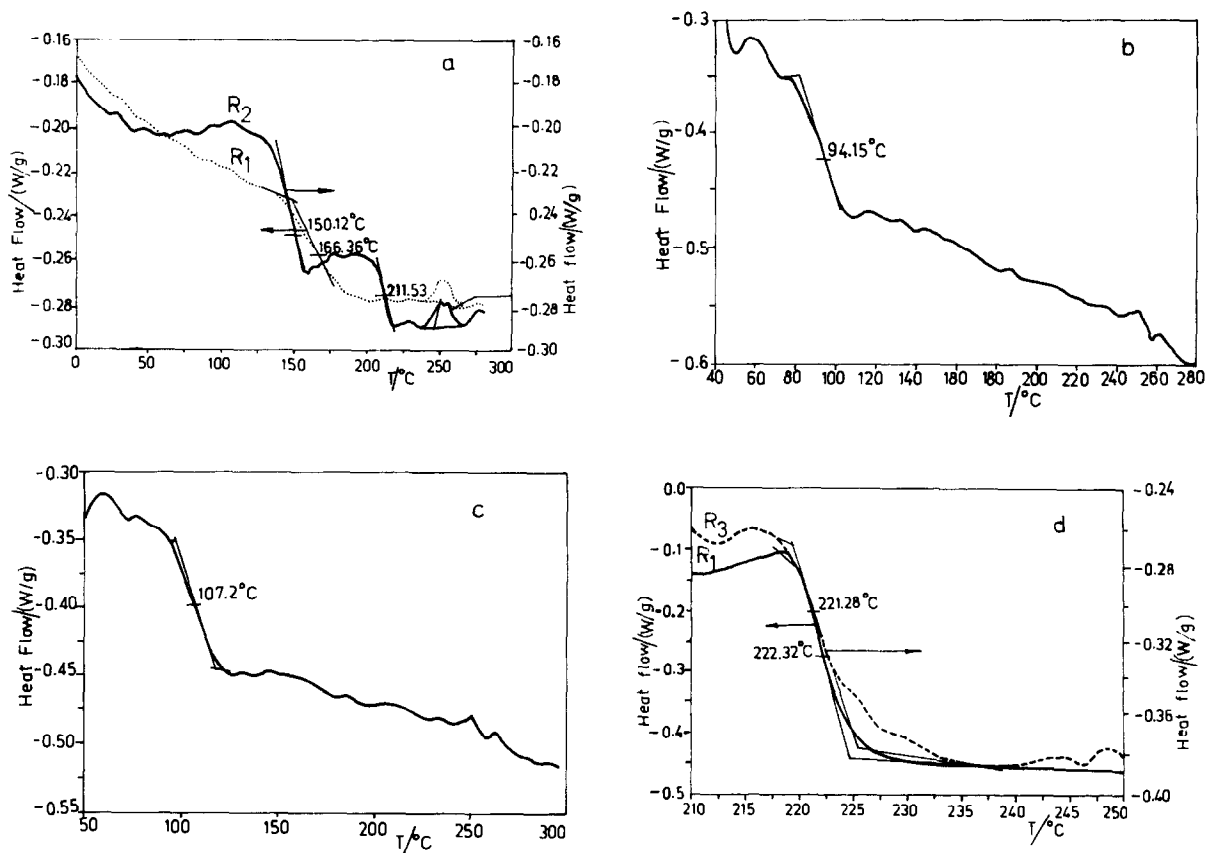 a
-0.16
-0.18
-0.20
-0.22
-0.24
-0.26
-0.28
-0.30
Heat Flow/(W/g)
0 50 100 150 200 250 300
T/°C
-0.16
-0.18
-0.20
-0.22
-0.24
-0.26
-0.28
-0.30
Heat flow/(W/g)
R2
R1
150.12°C
166.36°C
211.53
b
-0.3
-0.4
-0.5
-0.6
Heat Flow/(W/g)
94.15°C
40 60 80 100 120 140 160 180 200 220 240 260 280
T/°C
c
-0.30
-0.35
-0.40
-0.45
-0.50
-0.55
Heat Flow/(W/g)
107.2°C
50 100 150 200 250 300
T/°C
d
0.0
-0.1
-0.2
-0.3
-0.4
-0.5
Heat flow/(W/g)
R3
R1
221.28°C
222.32°C
210 215 220 225 230 235 240 245 250
T/°C
-0.24
-0.28
-0.32
-0.36
-0.40
Heat flow/(W/g)